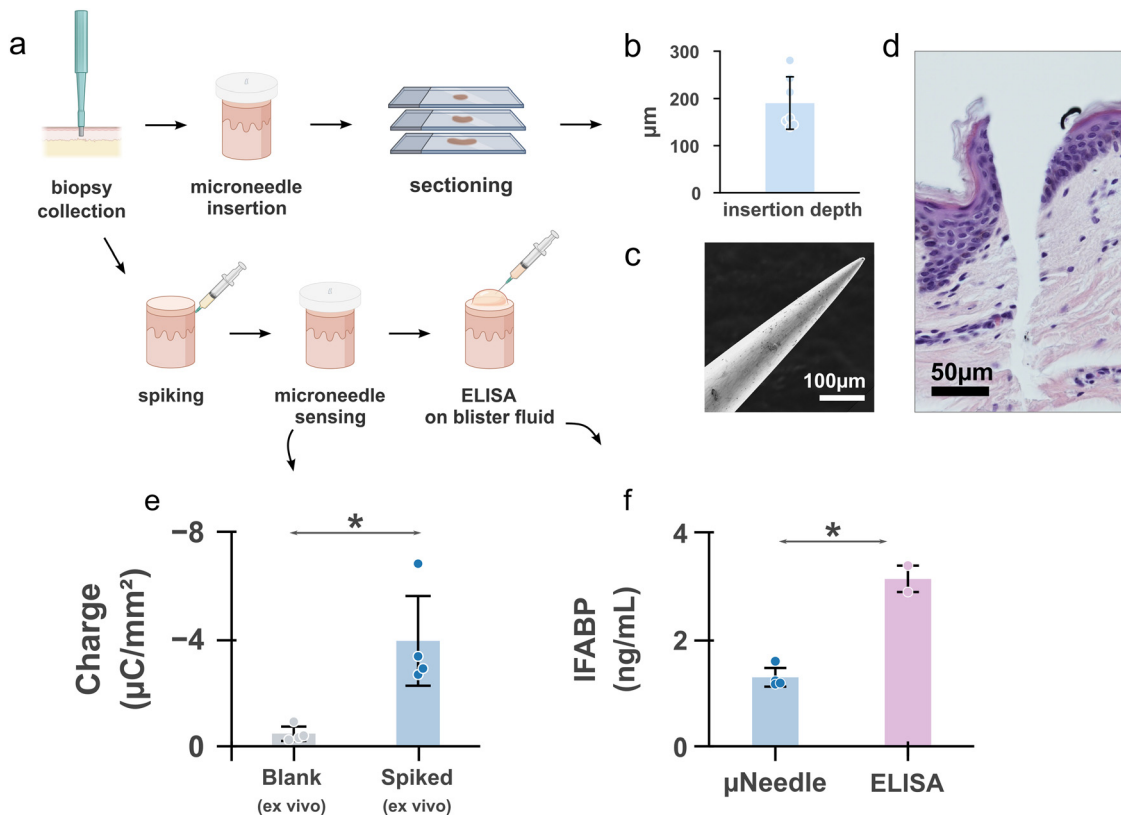 a
biopsy
collection
microneedle
insertion
sectioning
spiking
microneedle
sensing
ELISA
on blister fluid
b
300
200
100
0
µm
insertion depth
c
100µm
d
50µm
e
−8
−4
0
Charge
(µC/mm²)
*
Blank
(ex vivo)
Spiked
(ex vivo)
f
4
2
0
IFABP
(ng/mL)
*
µNeedle
ELISA